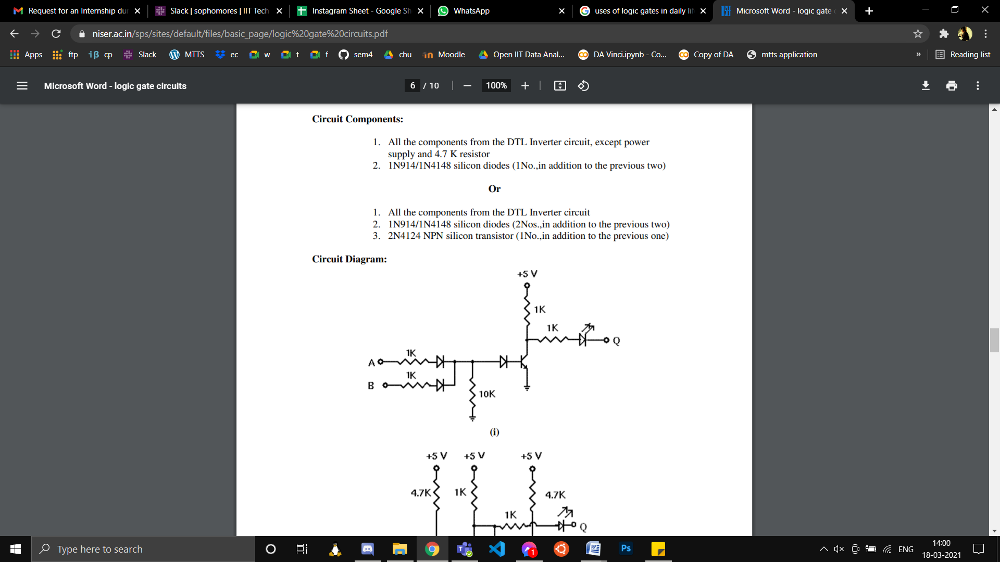 Request for an Internship dur
Slack | sophomores | IIT Tech
Instagram Sheet - Google Sh
WhatsApp
uses of logic gates in daily lif
Microsoft Word - logic gate c
niser.ac.in/sps/sites/default/files/basic_page/logic%20gate%20circuits.pdf
Apps
ftp
iβ cp
Slack
MTTS
ec
w
t
f
sem4
chu
Moodle
Open IIT Data Anal...
DA Vinci.ipynb - Co...
Copy of DA
mtts application
»
Reading list
Microsoft Word - logic gate circuits
6 / 10
100%
Circuit Components:
1. All the components from the DTL Inverter circuit, except power
supply and 4.7 K resistor
2. 1N914/1N4148 silicon diodes (1No.,in addition to the previous two)
Or
1. All the components from the DTL Inverter circuit
2. 1N914/1N4148 silicon diodes (2Nos.,in addition to the previous two)
3. 2N4124 NPN silicon transistor (1No.,in addition to the previous one)
Circuit Diagram:
+5 V
1K
1K
Q
1K
A
1K
B
10K
(i)
+5 V +5 V +5 V
4.7K 1K 4.7K
1K
Q
Type here to search
1
Ps
ENG
14:00
18-03-2021